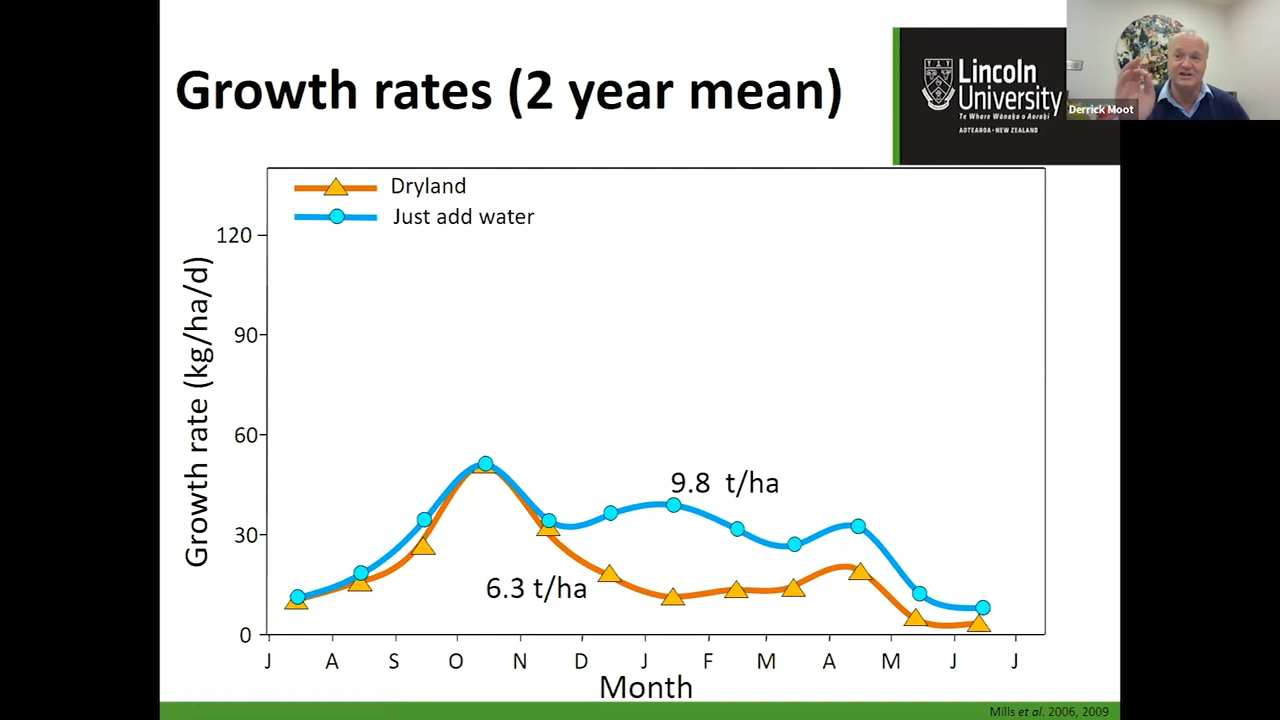 Growth rates (2 year mean)
Lincoln
University
Te Whare Wānaka o Aoraki
AOTEAROA • NEW ZEALAND
Derrick Moot
Dryland
Just add water
120
90
60
30
0
Growth rate (kg/ha/d)
9.8 t/ha
6.3 t/ha
J A S O N D J F M A M J J
Month
Mills et al. 2006, 2009